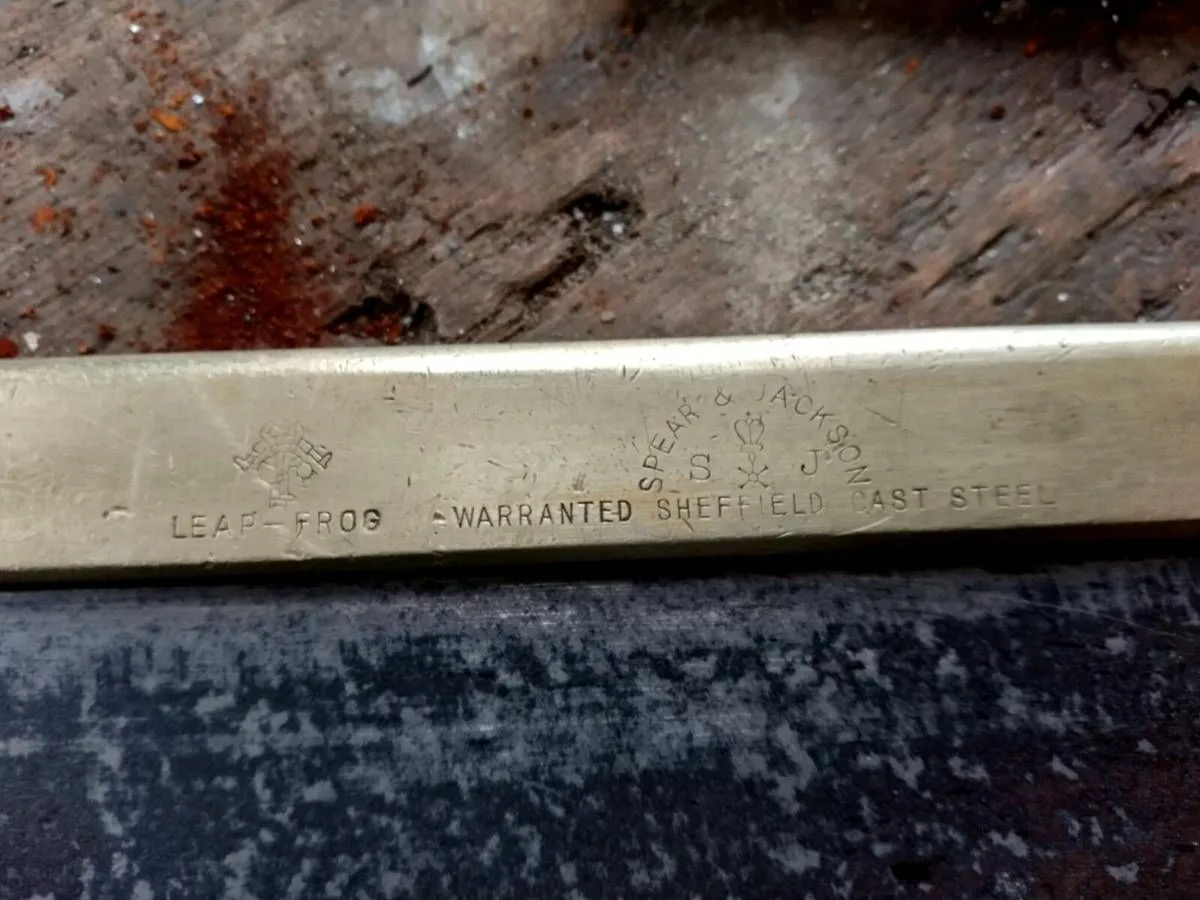 SPEAR & JACKSON
S J
LEAP-FROG WARRANTED SHEFFIELD CAST STEEL